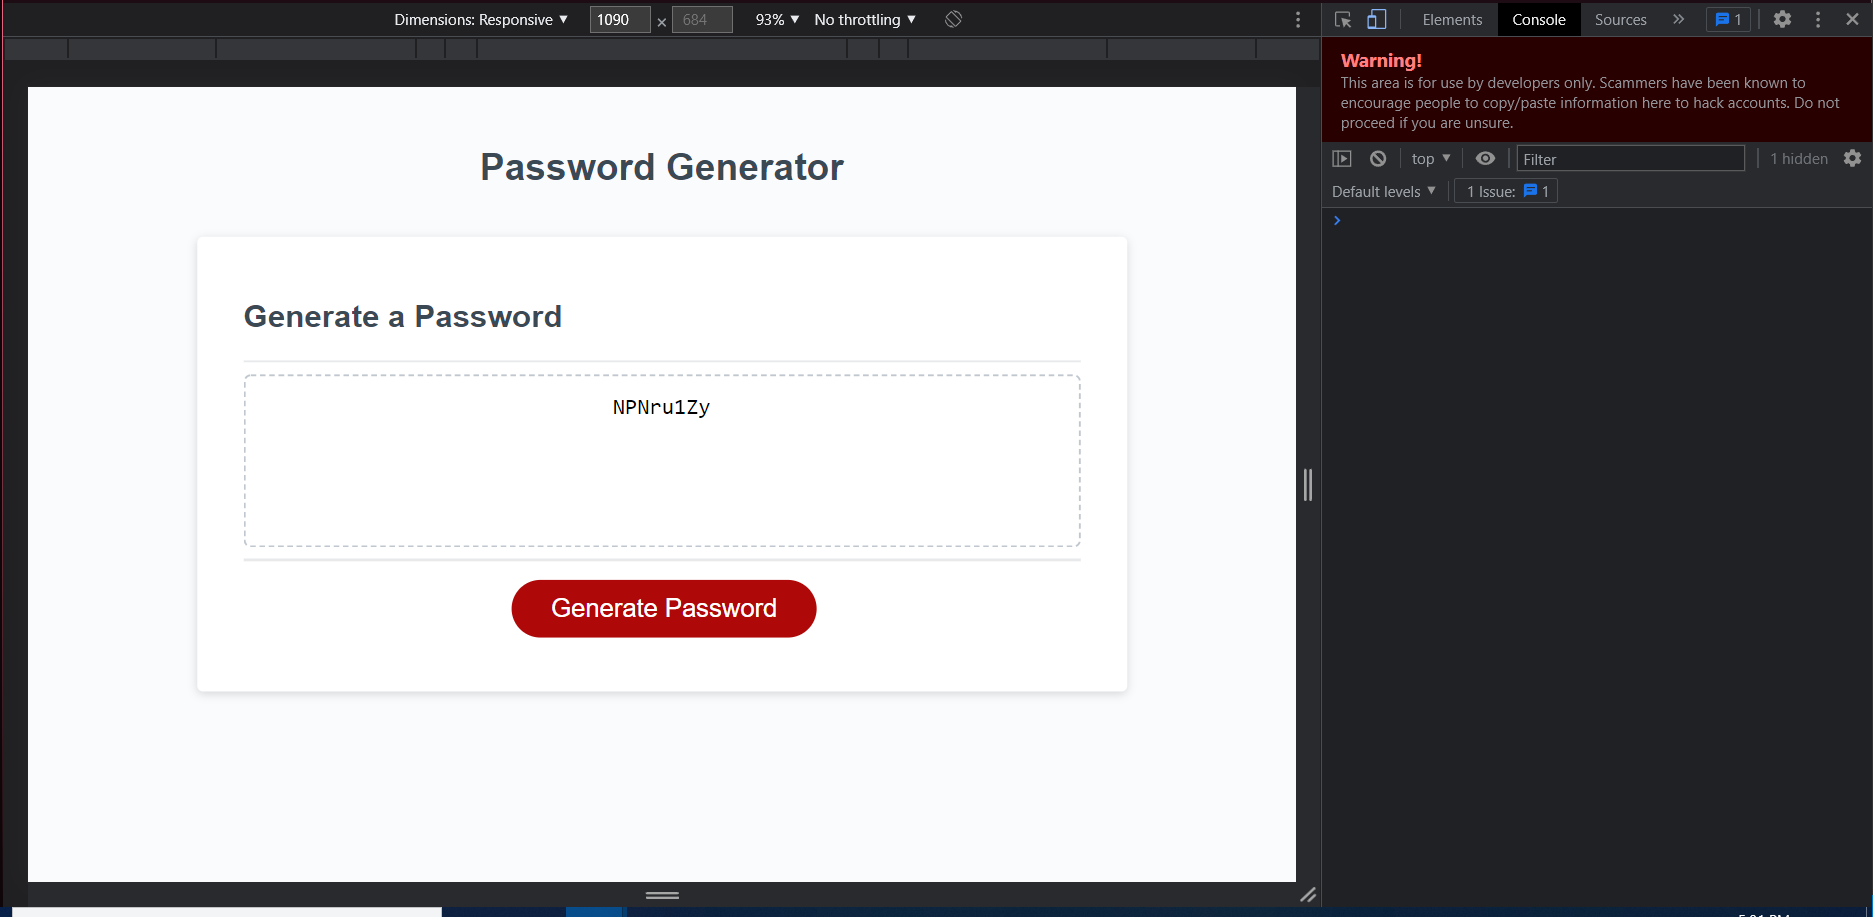 Dimensions: Responsive ▼ 1090 × 684 93% ▼ No throttling ▼
Elements Console Sources » 1
Warning!
This area is for use by developers only. Scammers have been known to
encourage people to copy/paste information here to hack accounts. Do not
proceed if you are unsure.
top ▼ Filter 1 hidden
Default levels ▼ 1 Issue: 1
Password Generator
Generate a Password
NPNru1Zy
Generate Password